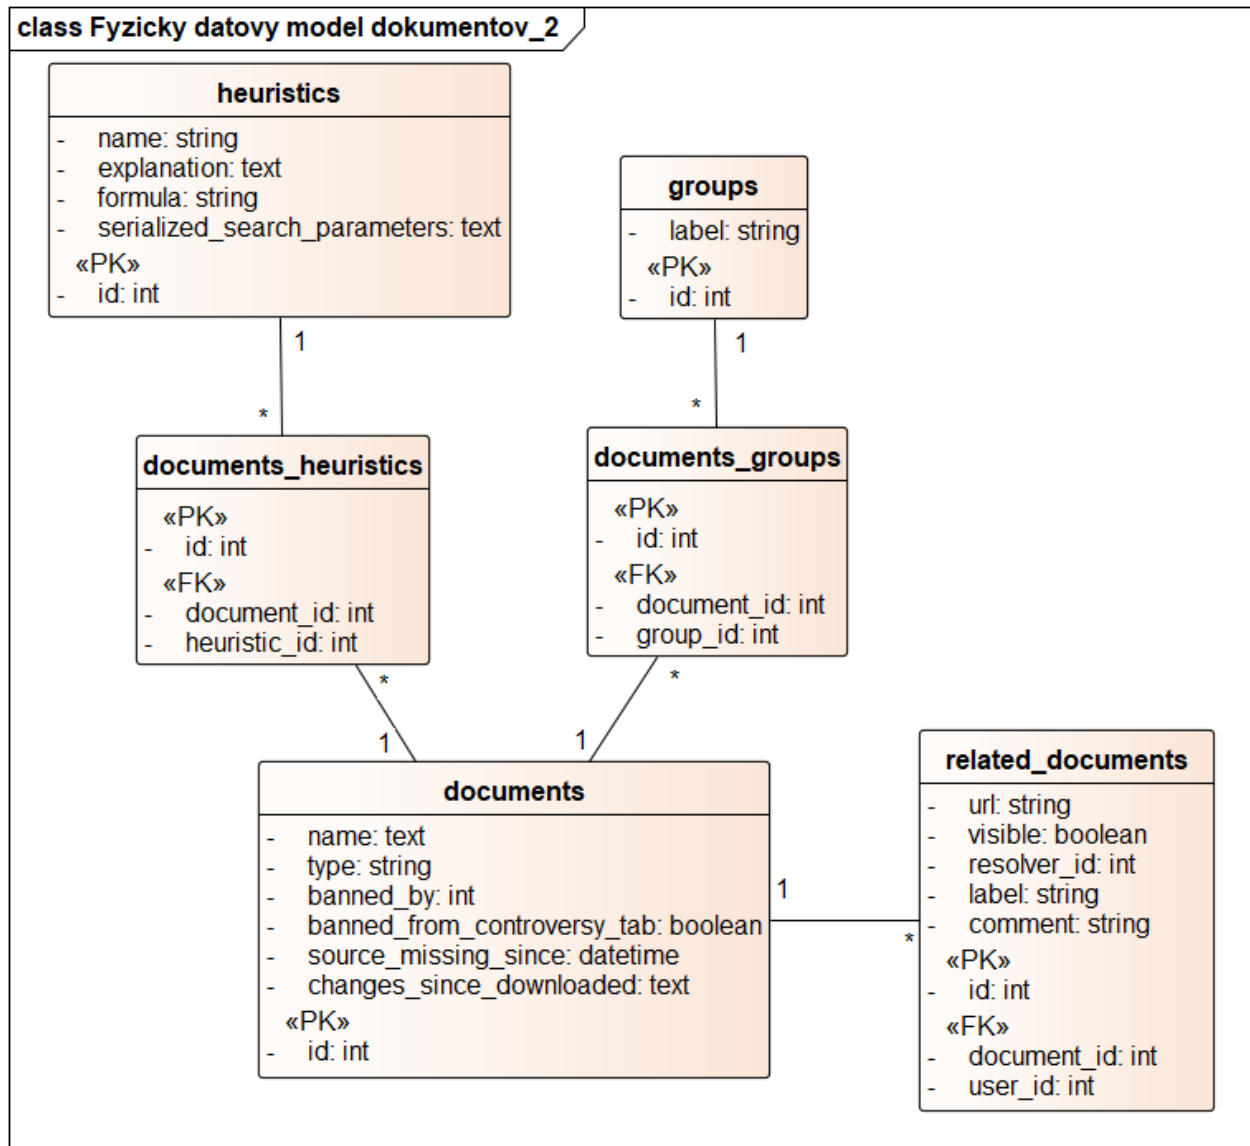 class Fyzicky datovy model dokumentov_2
heuristics
- name: string
- explanation: text
- formula: string
- serialized_search_parameters: text
«PK»
- id: int
groups
- label: string
«PK»
- id: int
1
*
1
*
documents_heuristics
«PK»
- id: int
«FK»
- document_id: int
- heuristic_id: int
documents_groups
«PK»
- id: int
«FK»
- document_id: int
- group_id: int
*
1
*
1
documents
- name: text
- type: string
- banned_by: int
- banned_from_controversy_tab: boolean
- source_missing_since: datetime
- changes_since_downloaded: text
«PK»
- id: int
1
*
related_documents
- url: string
- visible: boolean
- resolver_id: int
- label: string
- comment: string
«PK»
- id: int
«FK»
- document_id: int
- user_id: int